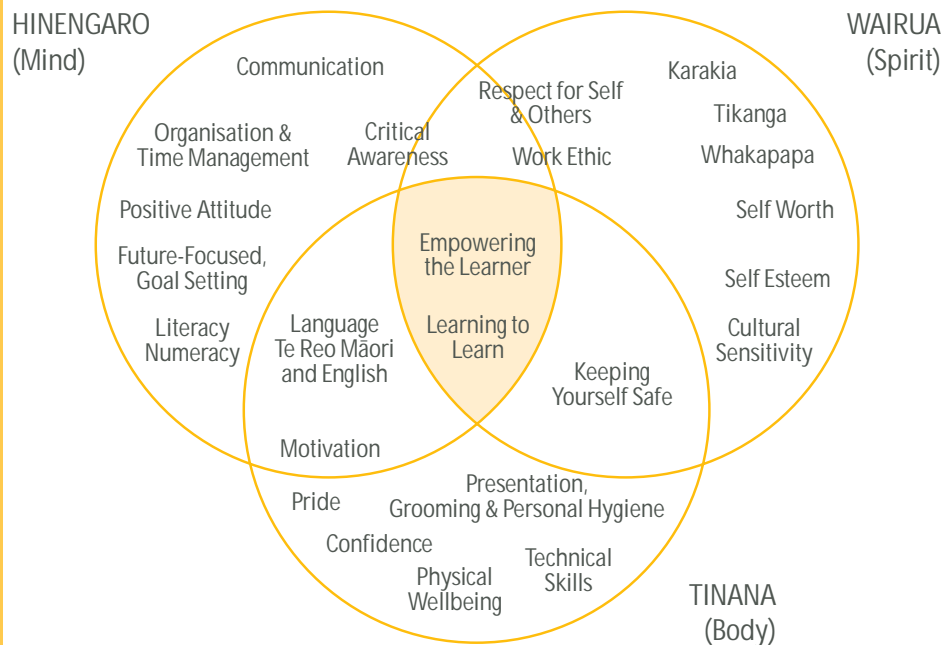 HINENGARO
(Mind)
WAIRUA
(Spirit)
Communication
Organisation &
Time Management
Critical
Awareness
Positive Attitude
Future-Focused,
Goal Setting
Literacy
Numeracy
Respect for Self
& Others
Work Ethic
Karakia
Tikanga
Whakapapa
Self Worth
Self Esteem
Cultural
Sensitivity
Empowering
the Learner
Learning to
Learn
Language
Te Reo Māori
and English
Motivation
Keeping
Yourself Safe
Pride
Presentation,
Grooming & Personal Hygiene
Confidence
Physical
Wellbeing
Technical
Skills
TINANA
(Body)